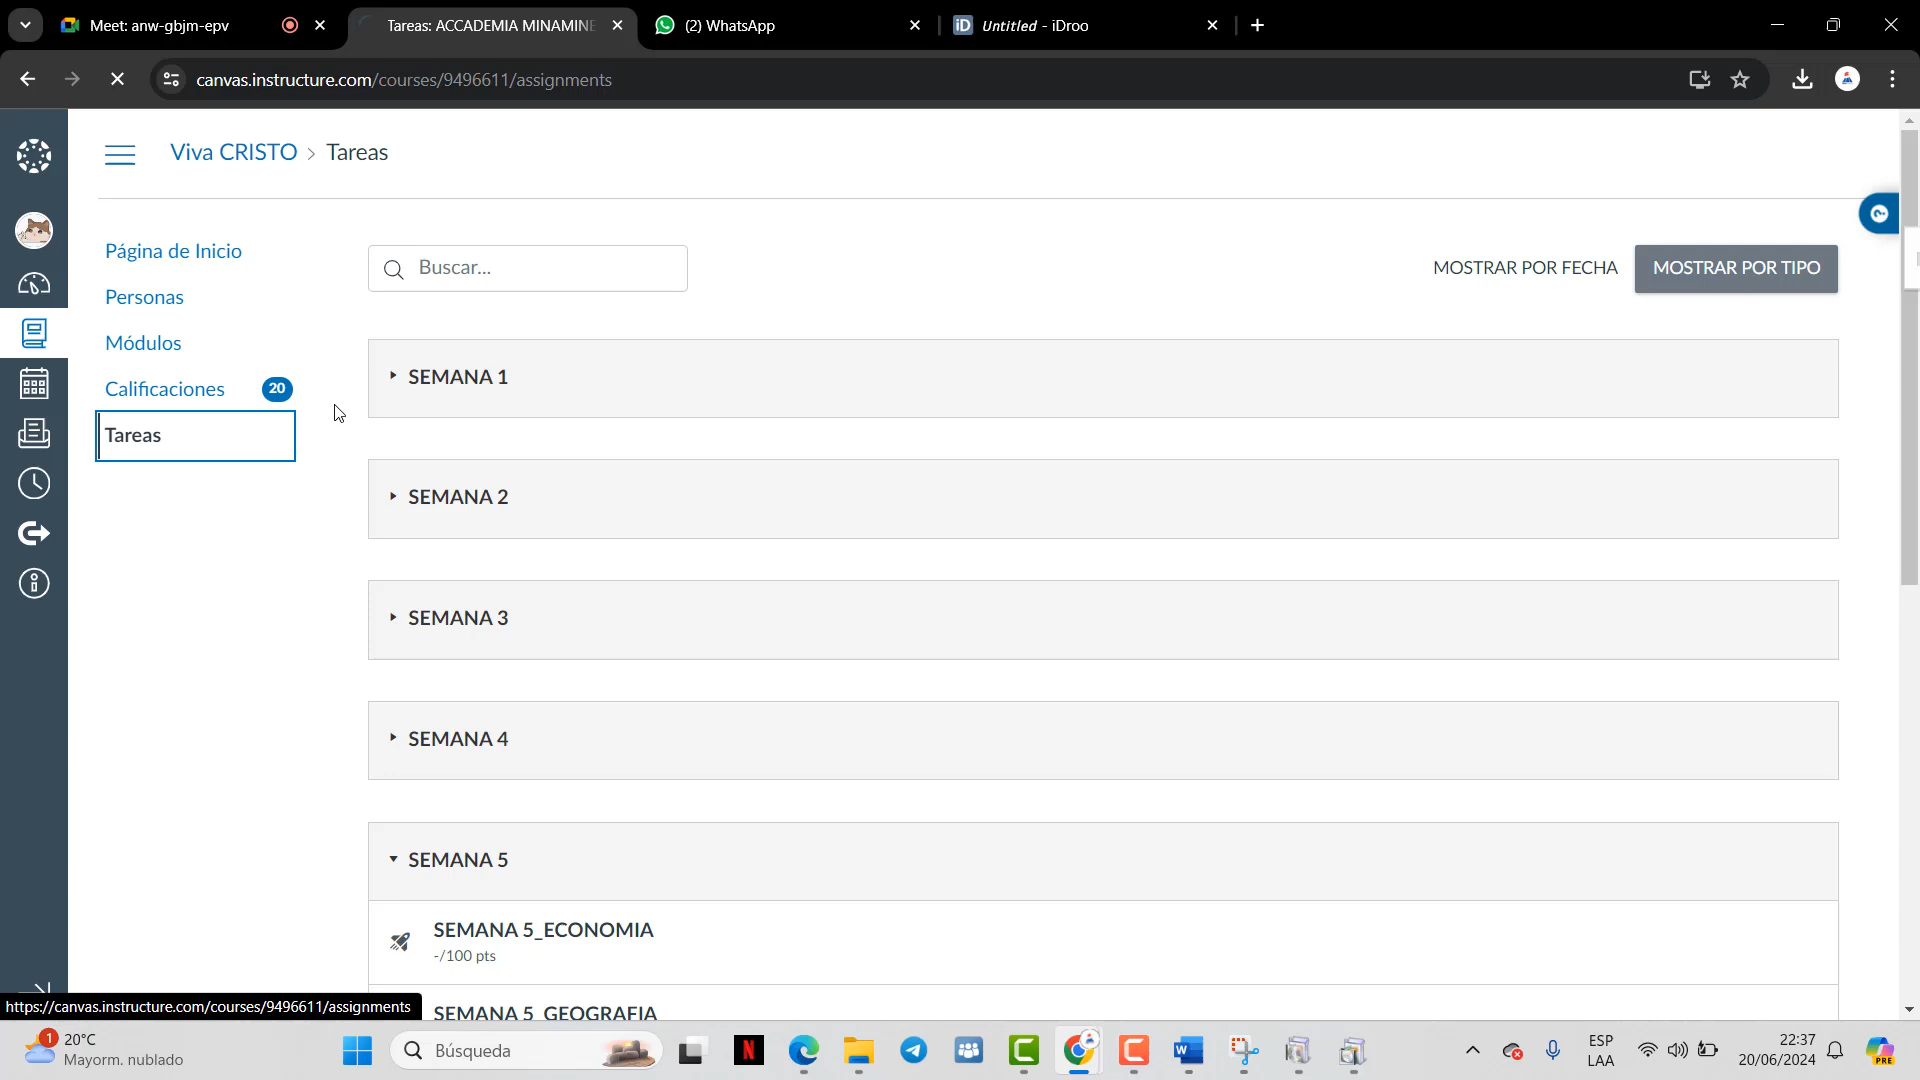 Meet: anw-gbjm-epv
Tareas: ACCADEMIA MINAMINE
(2) WhatsApp
iD
Untitled - iDroo
canvas.instructure.com/courses/9496611/assignments
Viva CRISTO > Tareas
Página de Inicio
Personas
Módulos
Calificaciones 20
Tareas
Buscar...
MOSTRAR POR FECHA
MOSTRAR POR TIPO
SEMANA 1
SEMANA 2
SEMANA 3
SEMANA 4
SEMANA 5
SEMANA 5_ECONOMIA
-/100 pts
SEMANA 5_GEOGRAFIA
https://canvas.instructure.com/courses/9496611/assignments
1
20°C
Mayorm. nublado
Búsqueda
N
C
C
W
ESP
LAA
22:37
20/06/2024
PRE